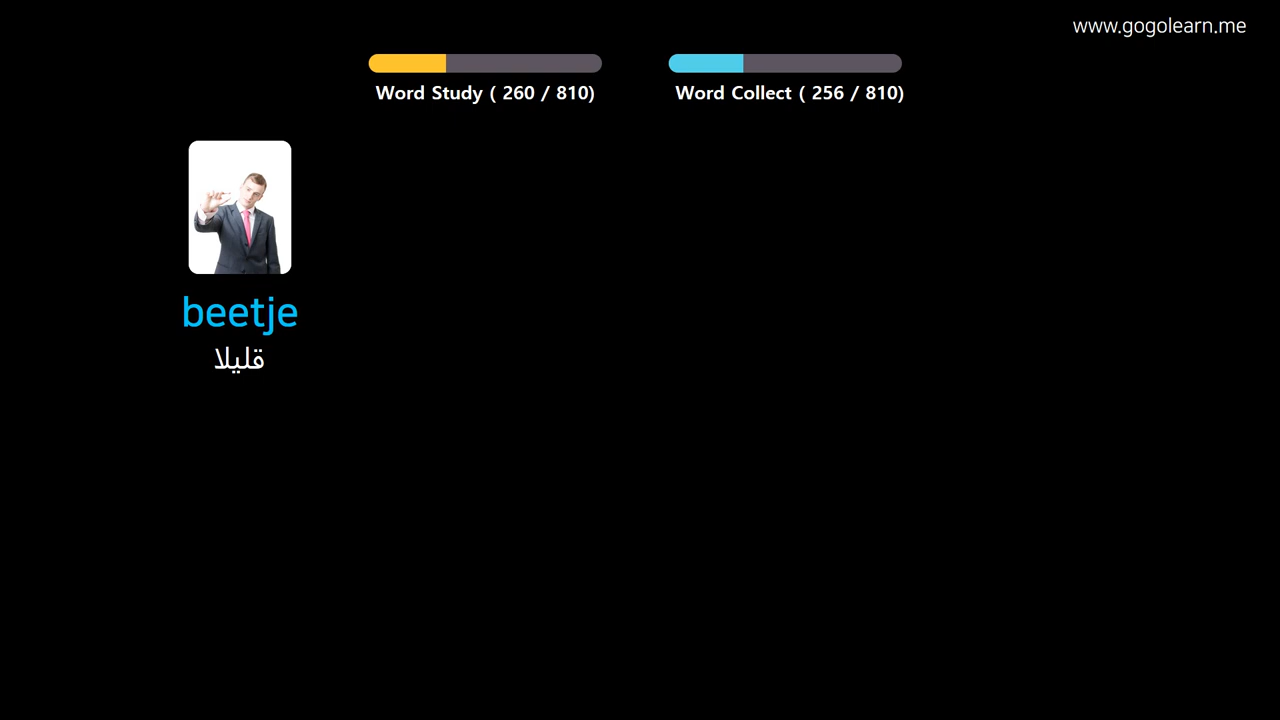 www.gogolearn.me
Word Study ( 260 / 810)
Word Collect ( 256 / 810)
beetje
قليلا